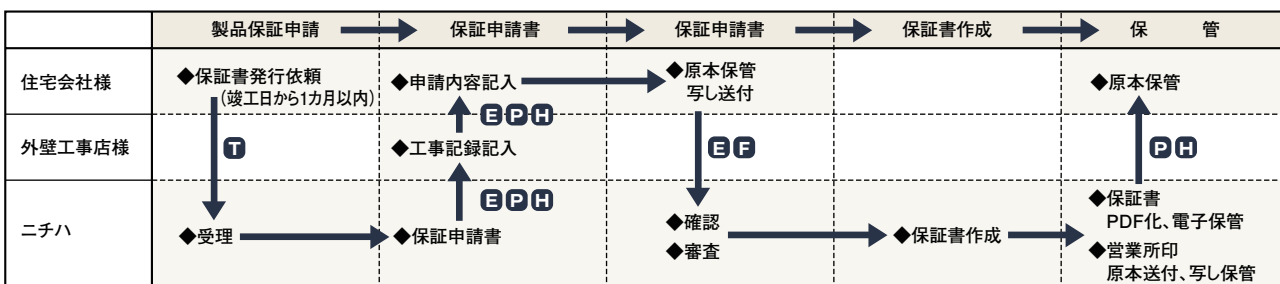 製品保証申請 保証申請書 保証申請書 保証書作成 保 管
住宅会社様
◆保証書発行依頼
(竣工日から1カ月以内)
◆申請内容記入
◆原本保管
写し送付
◆原本保管
E P H
外壁工事店様
T
◆工事記録記入
E F
P H
E P H
ニチハ
◆受理
◆保証申請書
◆確認
◆審査
◆保証書作成
◆保証書
PDF化、電子保管
◆営業所印
原本送付、写し保管